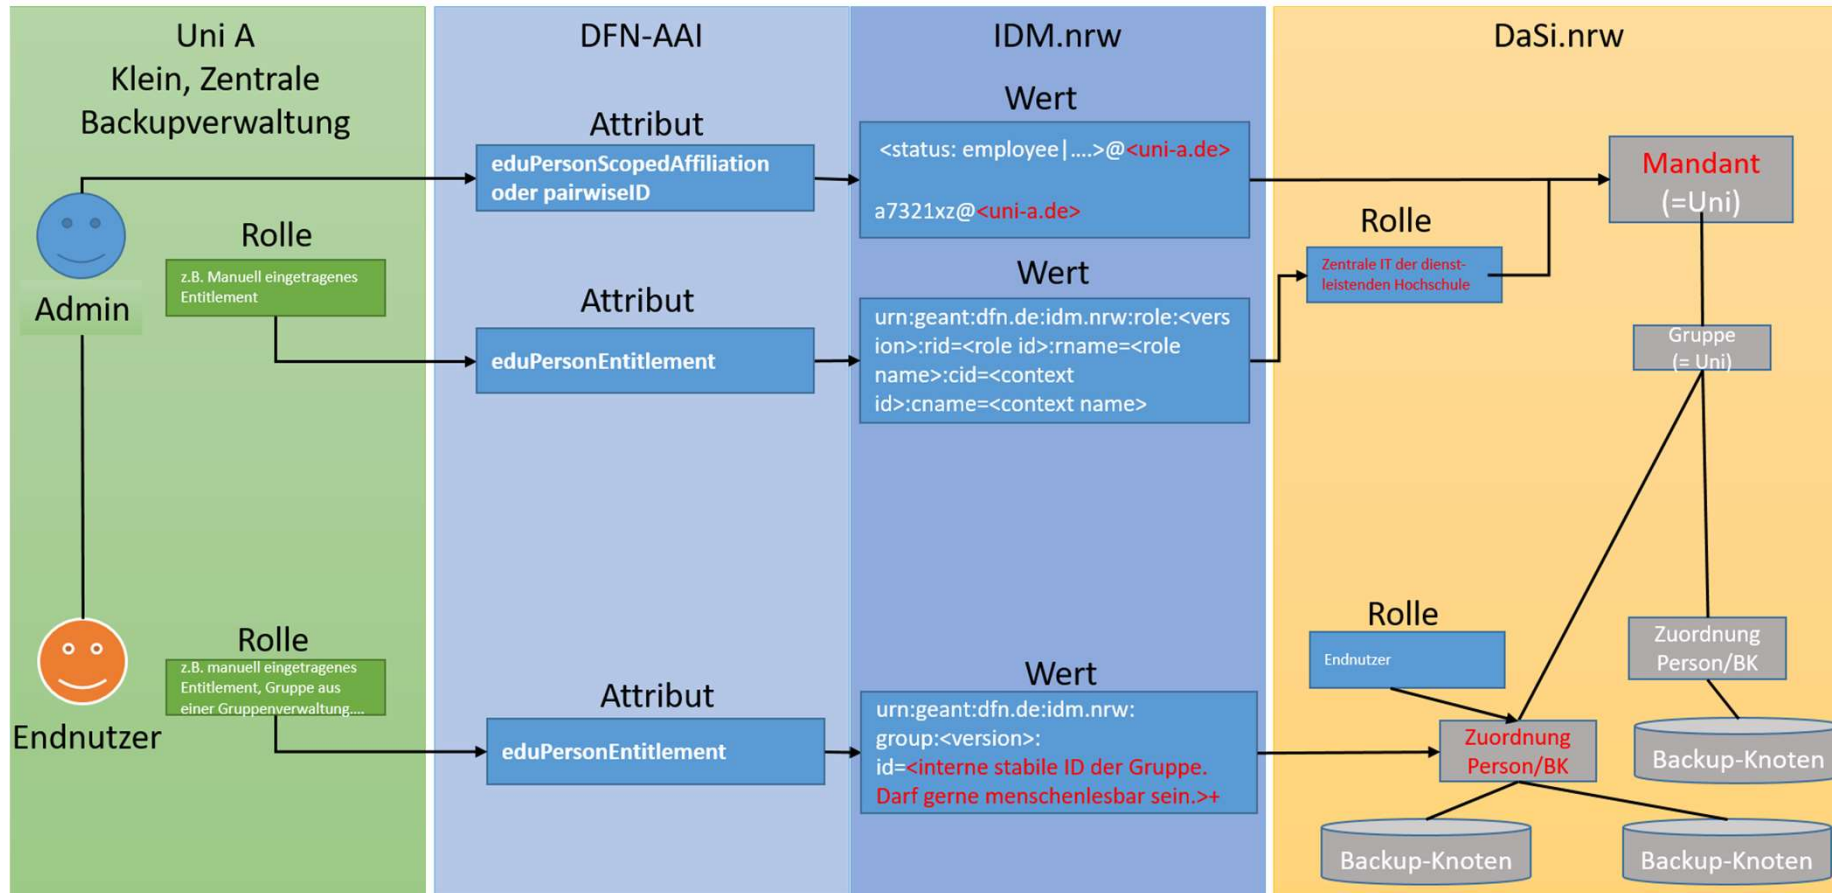 Uni A
Klein, Zentrale
Backupverwaltung
Admin
Rolle
z.B. Manuell eingetragenes
Entitlement
Endnutzer
Rolle
z.B. manuell eingetragenes
Entitlement, Gruppe aus
einer Gruppenverwaltung....
DFN-AAI
Attribut
eduPersonScopedAffiliation
oder pairwiseID
Attribut
eduPersonEntitlement
Attribut
eduPersonEntitlement
IDM.nrw
Wert
<status: employee|....>@<uni-a.de>
a7321xz@<uni-a.de>
Wert
urn:geant:dfn.de:idm.nrw:role:<vers
ion>:rid=<role id>:rname=<role
name>:cid=<context
id>:cname=<context name>
Wert
urn:geant:dfn.de:idm.nrw:
group:<version>:
id=<interne stabile ID der Gruppe.
Darf gerne menschenlesbar sein.>+
DaSi.nrw
Mandant
(=Uni)
Rolle
Zentrale IT der dienst-
leistenden Hochschule
Gruppe
(= Uni)
Rolle
Endnutzer
Zuordnung
Person/BK
Zuordnung
Person/BK
Backup-Knoten
Backup-Knoten
Backup-Knoten